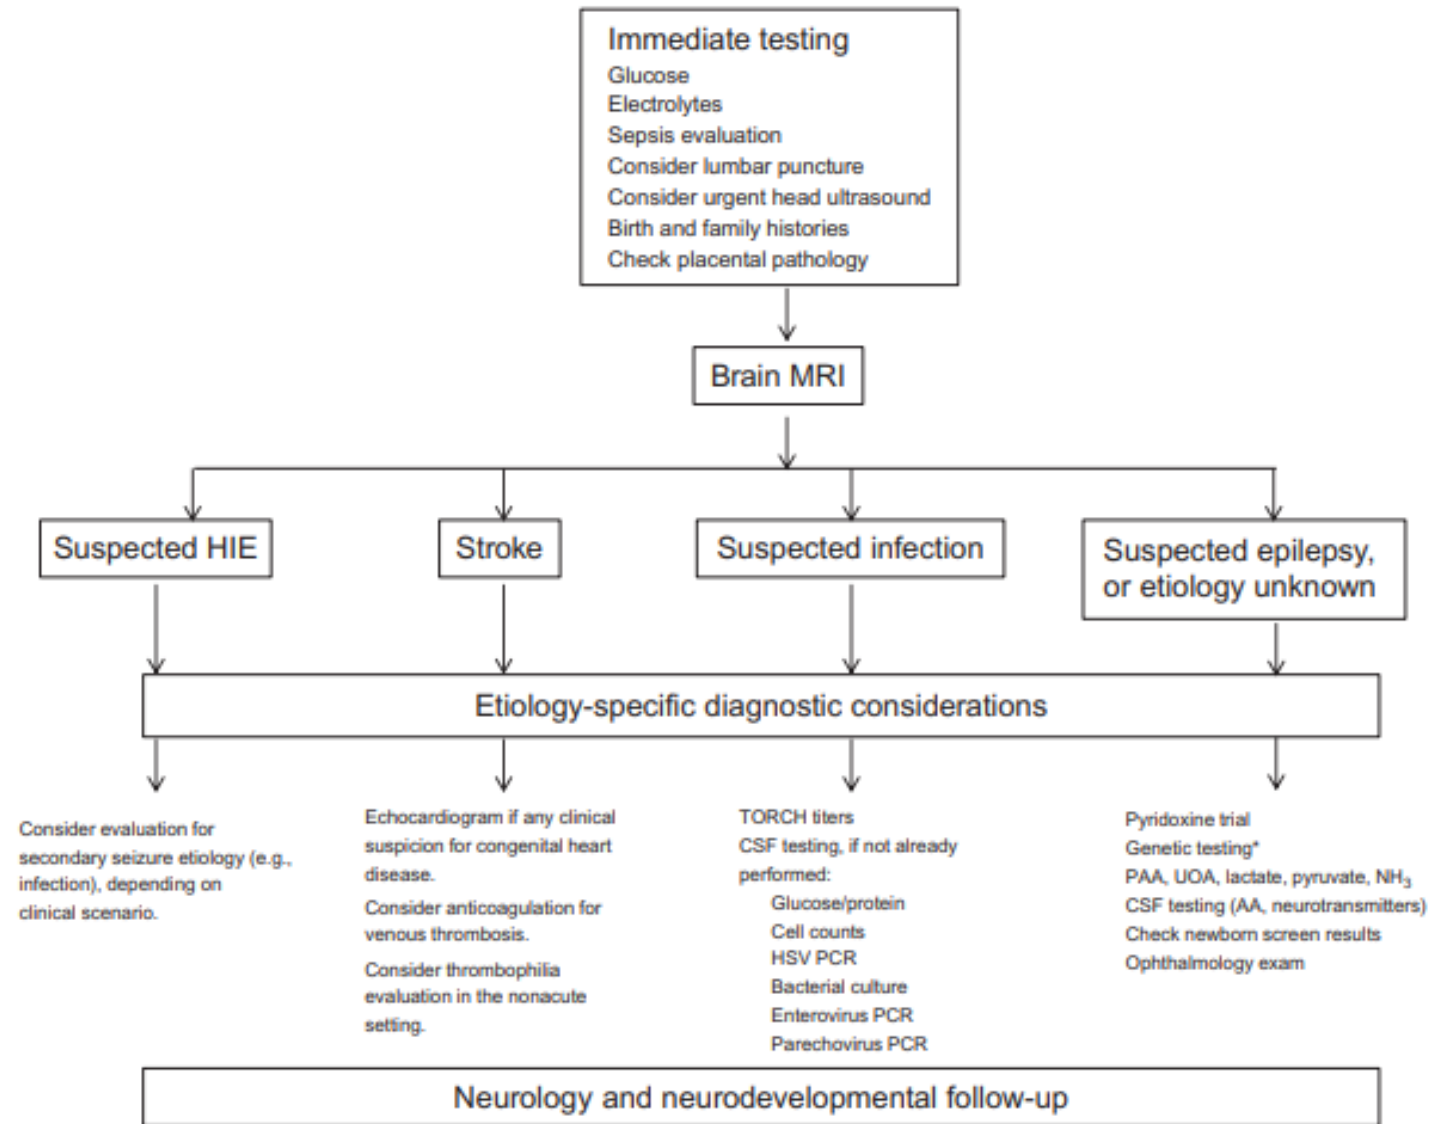 Immediate testing
Glucose
Electrolytes
Sepsis evaluation
Consider lumbar puncture
Consider urgent head ultrasound
Birth and family histories
Check placental pathology
Brain MRI
Suspected HIE
Stroke
Suspected infection
Suspected epilepsy,
or etiology unknown
Etiology-specific diagnostic considerations
Consider evaluation for
secondary seizure etiology (e.g.,
infection), depending on
clinical scenario.
Echocardiogram if any clinical
suspicion for congenital heart
disease.
Consider anticoagulation for
venous thrombosis.
Consider thrombophilia
evaluation in the nonacute
setting.
TORCH titers
CSF testing, if not already
performed:
Glucose/protein
Cell counts
HSV PCR
Bacterial culture
Enterovirus PCR
Parechovirus PCR
Pyridoxine trial
Genetic testing*
PAA, UOA, lactate, pyruvate, NH₃
CSF testing (AA, neurotransmitters)
Check newborn screen results
Ophthalmology exam
Neurology and neurodevelopmental follow-up